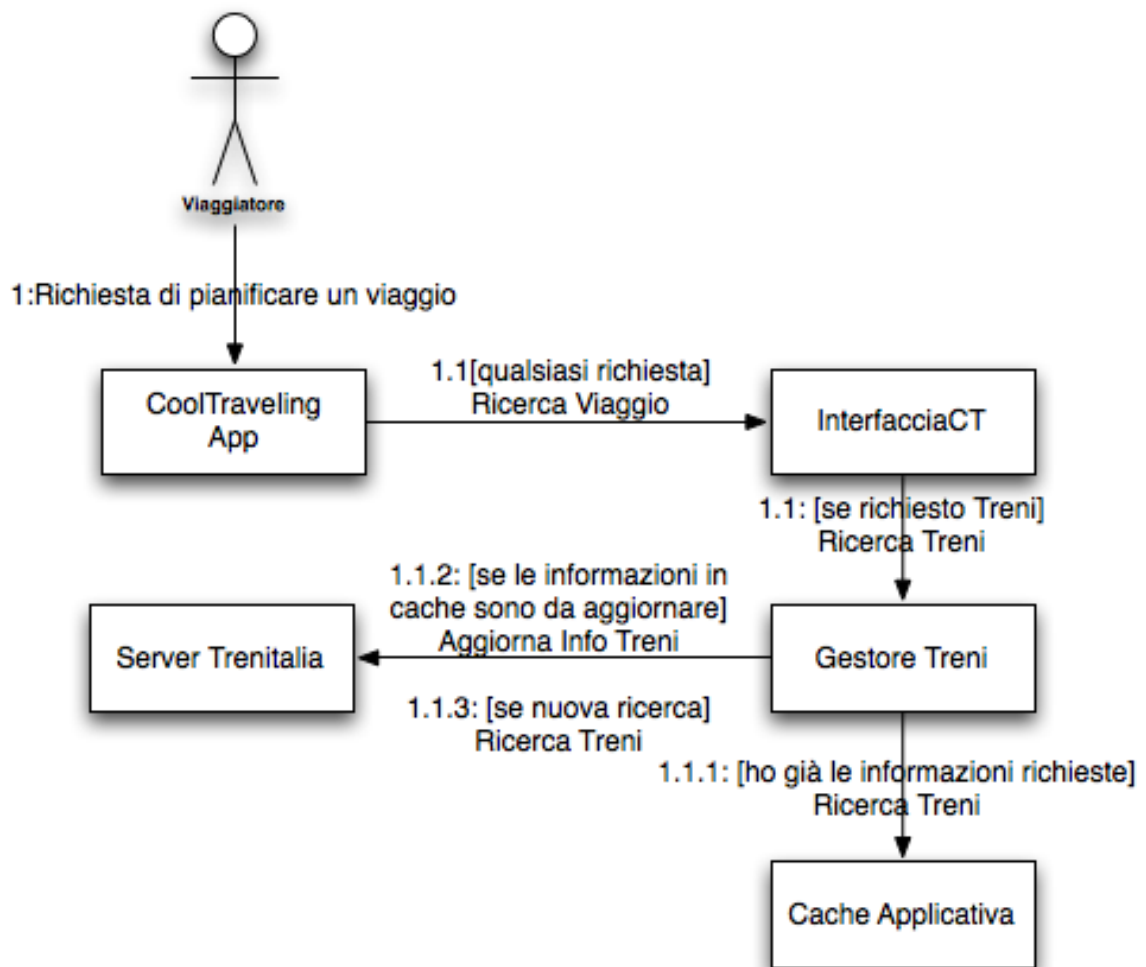 Viaggiatore
1:Richiesta di pianificare un viaggio
CoolTraveling
App
1.1[qualsiasi richiesta]
Ricerca Viaggio
InterfacciaCT
1.1: [se richiesto Treni]
Ricerca Treni
1.1.2: [se le informazioni in
cache sono da aggiornare]
Aggiorna Info Treni
Server Trenitalia
Gestore Treni
1.1.3: [se nuova ricerca]
Ricerca Treni
1.1.1: [ho già le informazioni richieste]
Ricerca Treni
Cache Applicativa